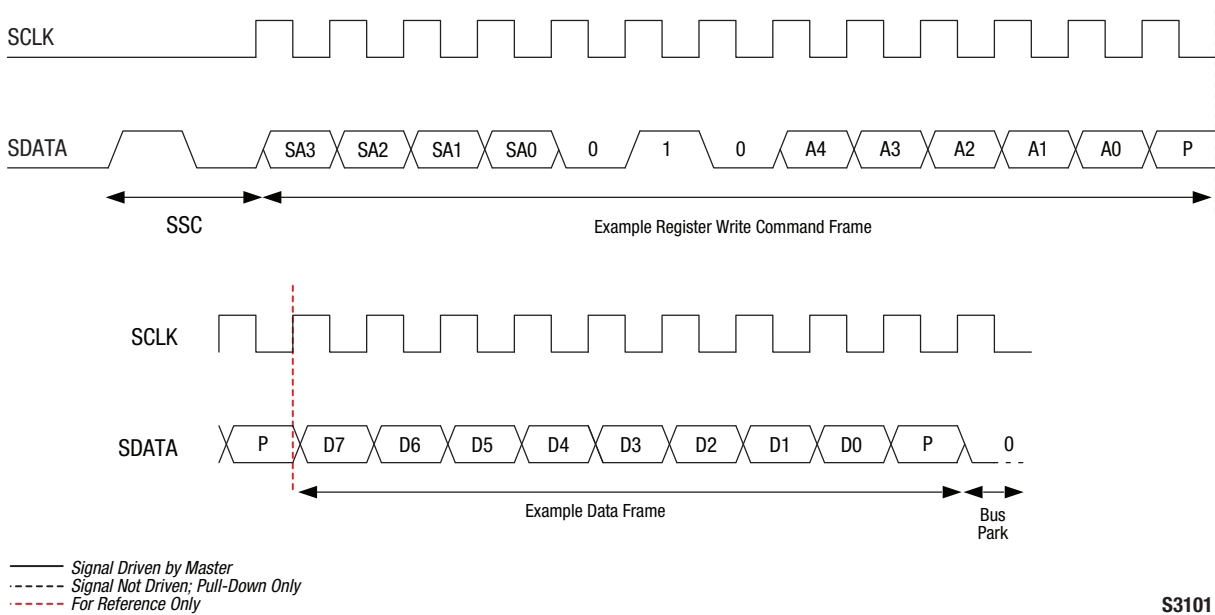 SCLK
SDATA SA3 SA2 SA1 SA0 0 1 0 A4 A3 A2 A1 A0 P
SSC Example Register Write Command Frame
SCLK
SDATA P D7 D6 D5 D4 D3 D2 D1 D0 P 0
Example Data Frame
Bus
Park
Signal Driven by Master
Signal Not Driven; Pull-Down Only
For Reference Only
S3101